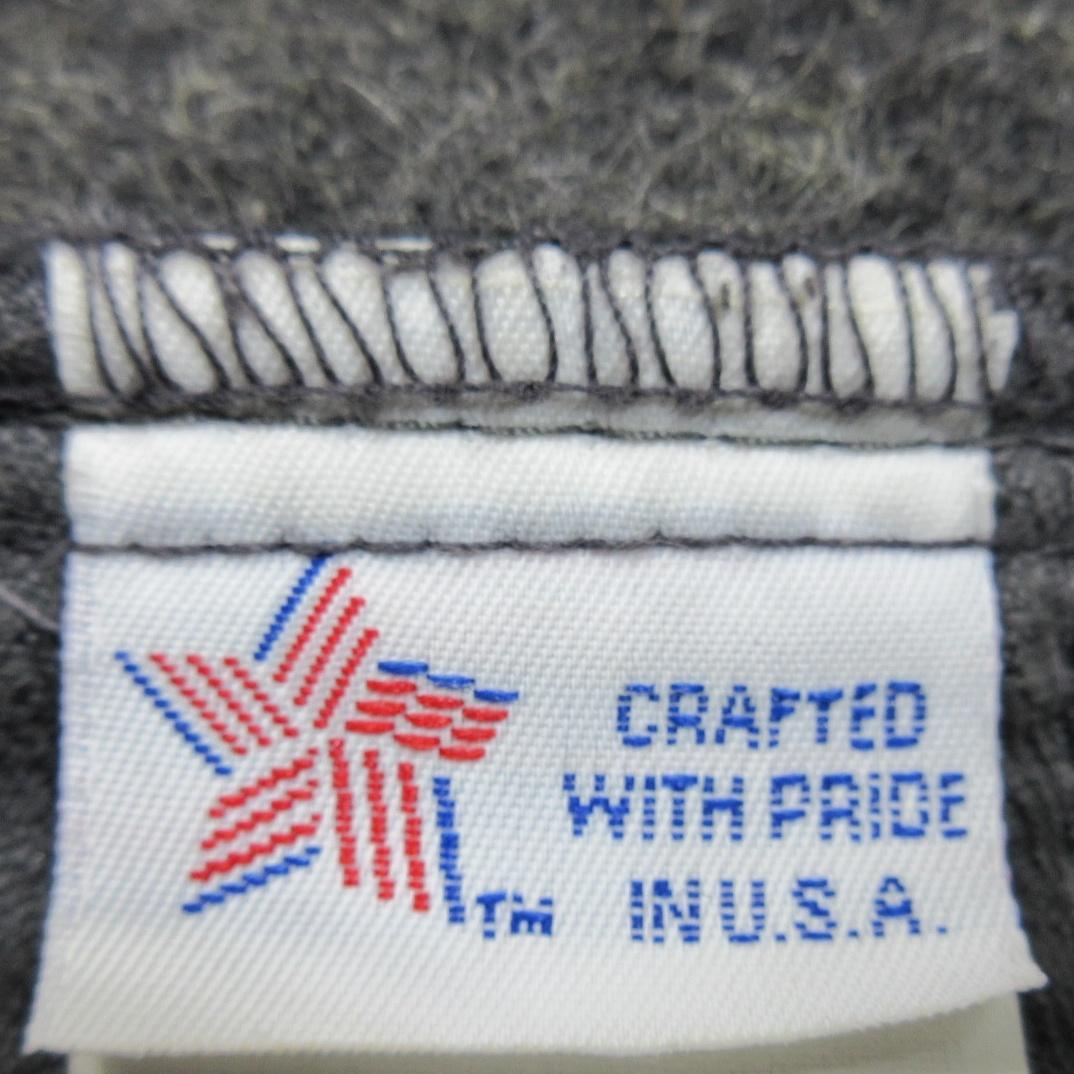 CRAFTED
WITH PRIDE
IN U.S.A.
TM